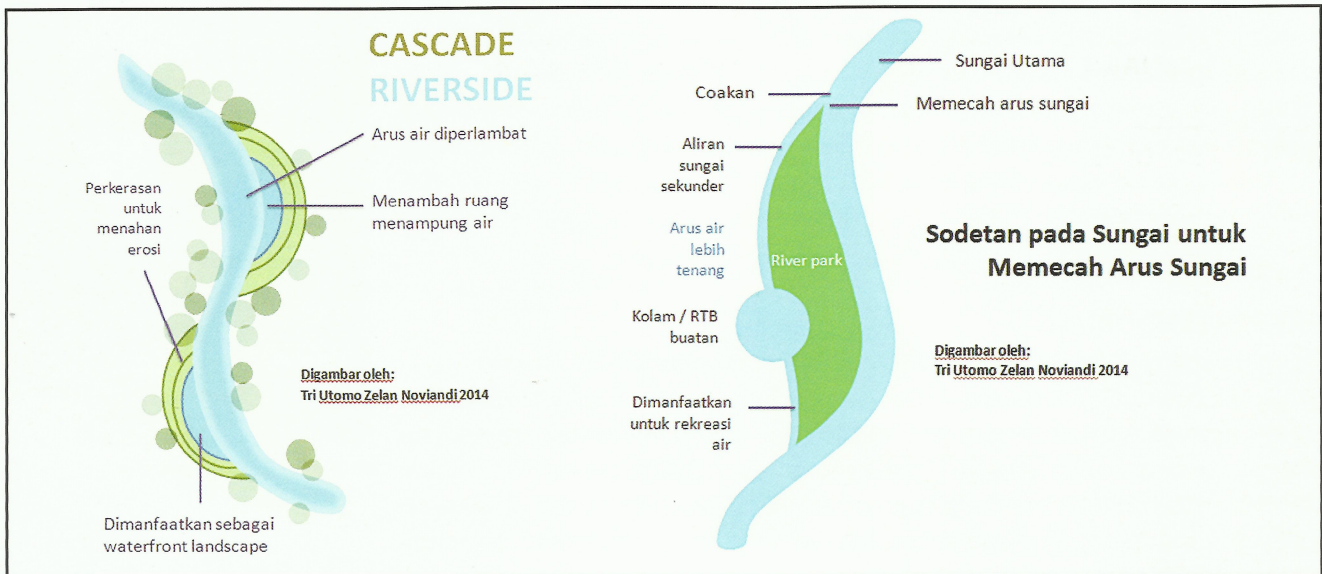 CASCADE
RIVERSIDE
Arus air diperlambat
Menambah ruang
menampung air
Perkerasan
untuk
menahan
erosi
Digambar oleh:
Tri Utomo Zelan Noviandi 2014
Dimanfaatkan sebagai
waterfront landscape
Sungai Utama
Coakan
Memecah arus sungai
Aliran
sungai
sekunder
Arus air
lebih
tenang
River park
Kolam / RTB
buatan
Dimanfaatkan
untuk rekreasi
air
Sodetan pada Sungai untuk
Memecah Arus Sungai
Digambar oleh:
Tri Utomo Zelan Noviandi 2014